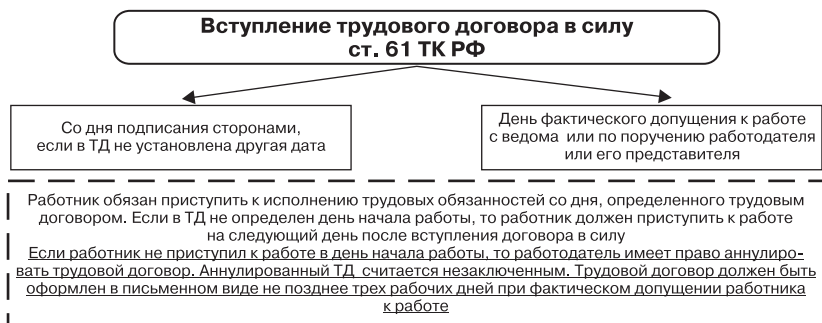 Вступление трудового договора в силу
ст. 61 ТК РФ
Со дня подписания сторонами,
если в ТД не установлена другая дата
День фактического допущения к работе
с ведома или по поручению работодателя
или его представителя
Работник обязан приступить к исполнению трудовых обязанностей со дня, определенного трудовым
договором. Если в ТД не определен день начала работы, то работник должен приступить к работе
на следующий день после вступления договора в силу
Если работник не приступил к работе в день начала работы, то работодатель имеет право аннулиро-
вать трудовой договор. Аннулированный ТД считается незаключенным. Трудовой договор должен быть
оформлен в письменном виде не позднее трех рабочих дней при фактическом допущении работника
к работе